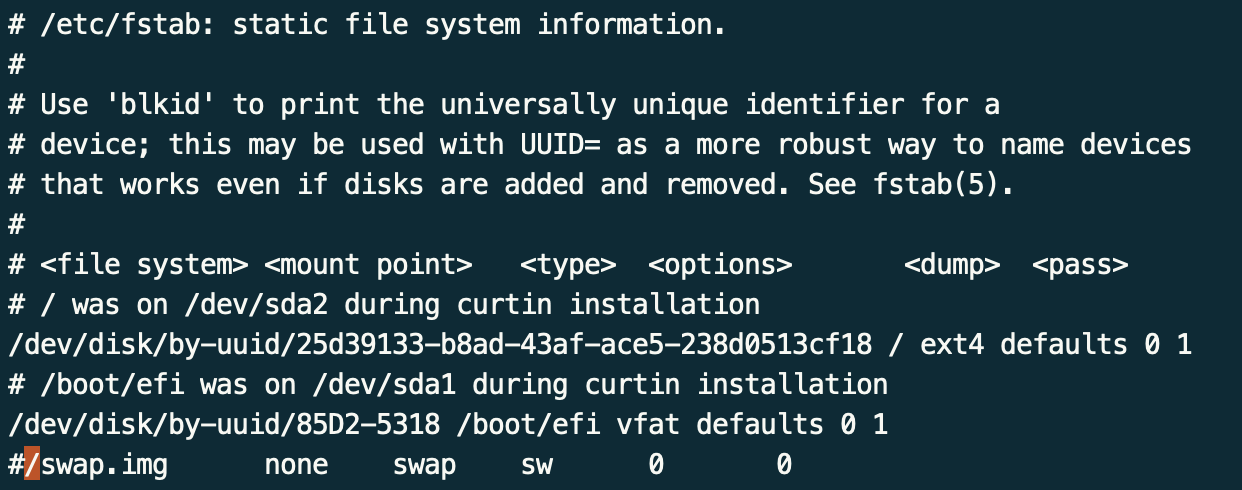 # /etc/fstab: static file system information.
#
# Use 'blkid' to print the universally unique identifier for a
# device; this may be used with UUID= as a more robust way to name devices
# that works even if disks are added and removed. See fstab(5).
#
# <file system> <mount point>   <type>  <options>       <dump>  <pass>
# / was on /dev/sda2 during curtin installation
/dev/disk/by-uuid/25d39133-b8ad-43af-ace5-238d0513cf18 / ext4 defaults 0 1
# /boot/efi was on /dev/sda1 during curtin installation
/dev/disk/by-uuid/85D2-5318 /boot/efi vfat defaults 0 1
#/swap.img      none    swap    sw      0       0